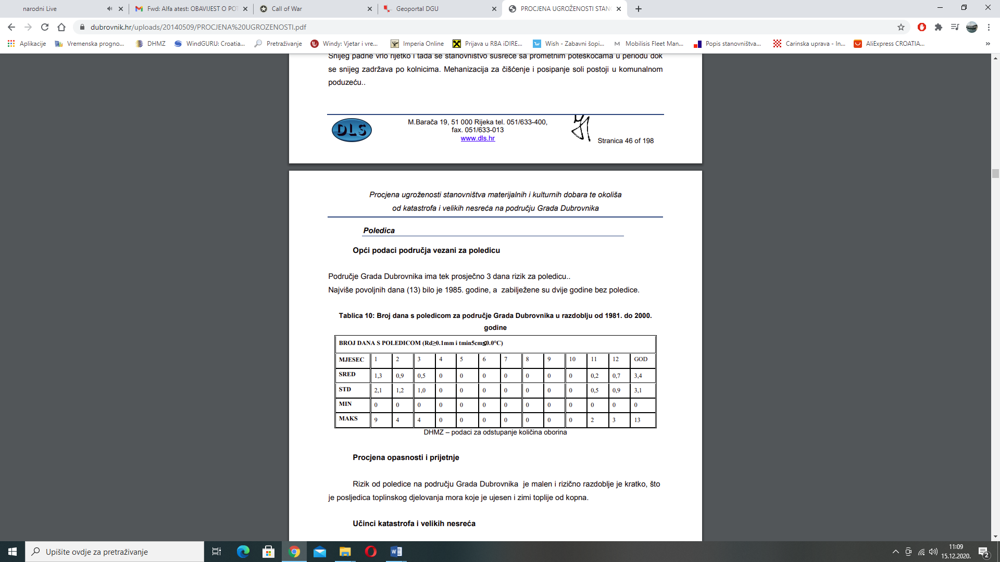 narodni Live
Fwd: Alfa atest: OBAVIJEST O POT
Call of War
Geoportal DGU
PROCJENA UGROŽENOSTI STAN
dubrovnik.hr/uploads/20140509/PROCJENA%20UGROZENOSTI.pdf
Aplikacije
Vremenska progno...
DHMZ
WindGURU: Croatia...
Pretraživanje
Windy: Vjetar i vre...
Imperia Online
Prijava u RBA iDIRE...
Wish - Zabavni šopi...
Mobilisis Fleet Man...
Popis stanovništva...
Carinska uprava - In...
AliExpress CROATIA...
Snijeg padne vrlo rijetko i tada se stanovništvo susreće sa prometnim poteškoćama u periodu dok
se snijeg zadržava po kolnicima. Mehanizacija za čišćenje i posipanje soli postoji u komunalnom
poduzeću..
DLS
M.Barača 19, 51 000 Rijeka tel. 051/633-400,
fax. 051/633-013
www.dls.hr
Stranica 46 of 198
Procjena ugroženosti stanovništva materijalnih i kulturnih dobara te okoliša
od katastrofa i velikih nesreća na području Grada Dubrovnika
Poledica
Opći podaci područja vezani za poledicu
Područje Grada Dubrovnika ima tek prosječno 3 dana rizik za poledicu..
Najviše povoljnih dana (13) bilo je 1985. godine, a zabilježene su dvije godine bez poledice.
Tablica 10: Broj dana s poledicom za područje Grada Dubrovnika u razdoblju od 1981. do 2000.
godine
BROJ DANA S POLEDICOM (Rd≥0.1mm i tmin5cm≤0.0°C)
MJESEC 1 2 3 4 5 6 7 8 9 10 11 12 GOD
SRED 1,3 0,9 0,5 0 0 0 0 0 0 0 0,2 0,7 3,4
STD 2,1 1,2 1,0 0 0 0 0 0 0 0 0,5 0,9 3,1
MIN 0 0 0 0 0 0 0 0 0 0 0 0 0
MAKS 9 4 4 0 0 0 0 0 0 0 2 3 13
DHMZ – podaci za odstupanje količina oborina
Procjena opasnosti i prijetnje
Rizik od poledice na području Grada Dubrovnika je malen i rizično razdoblje je kratko, što
je posljedica toplinskog djelovanja mora koje je ujesen i zimi toplije od kopna.
Učinci katastrofa i velikih nesreća
Upišite ovdje za pretraživanje
11:09
15.12.2020.
2